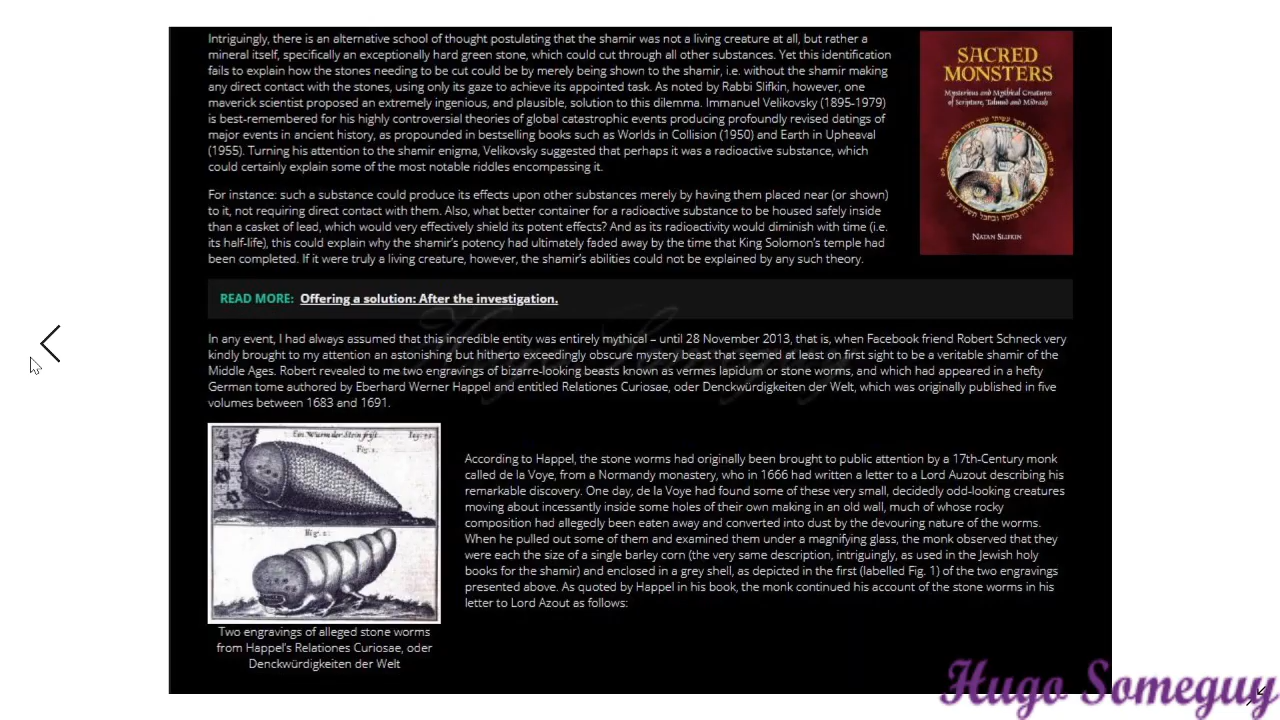 Intriguingly, there is an alternative school of thought postulating that the shamir was not a living creature at all, but rather a
mineral itself, specifically an exceptionally hard green stone, which could cut through all other substances. Yet this identification
fails to explain how the stones needing to be cut could be by merely being shown to the shamir, i.e. without the shamir making
any direct contact with the stones, using only its gaze to achieve its appointed task. As noted by Rabbi Slifkin, however, one
maverick scientist proposed an extremely ingenious, and plausible, solution to this dilemma. Immanuel Velikovsky (1895-1979)
is best-remembered for his highly controversial theories of global catastrophic events producing profoundly revised datings of
major events in ancient history, as propounded in bestselling books such as Worlds in Collision (1950) and Earth in Upheaval
(1955). Turning his attention to the shamir enigma, Velikovsky suggested that perhaps it was a radioactive substance, which
could certainly explain some of the most notable riddles encompassing it.
SACRED
MONSTERS
Mysterious and Mythical Creatures
of Scripture, Talmud and Midrash
NATAN SLIFKIN
For instance: such a substance could produce its effects upon other substances merely by having them placed near (or shown)
to it, not requiring direct contact with them. Also, what better container for a radioactive substance to be housed safely inside
than a casket of lead, which would very effectively shield its potent effects? And as its radioactivity would diminish with time (i.e.
its half-life), this would explain why the shamir's potency had ultimately faded away by the time that King Solomon's temple had
been completed. If it were truly a living creature, however, the shamir's abilities could not be explained by any such theory.
READ MORE: Offering a solution: After the investigation.
In any event, I had always assumed that this incredible entity was entirely mythical – until 28 November 2013, that is, when Facebook friend Robert Schneck very
kindly brought to my attention an astonishing but hitherto exceedingly obscure mystery beast that seemed at least on first sight to be a veritable shamir of the
Middle Ages. Robert revealed to me two engravings of bizarre-looking beasts known as vermes lapidum or stone worms, and which had appeared in a hefty
German tome authored by Eberhard Werner Happel and entitled Relationes Curiosae, oder Denckwürdigkeiten der Welt, which was originally published in five
volumes between 1683 and 1691.
Ein Wurm der Stein frist
Fig. 1.
Fig. 2.
Two engravings of alleged stone worms
from Happel's Relationes Curiosae, oder
Denckwürdigkeiten der Welt
According to Happel, the stone worms had originally been brought to public attention by a 17th-Century monk
called de la Voye, from a Normandy monastery, who in 1666 had written a letter to a Lord Auzout describing his
remarkable discovery. One day, de la Voye had found some of these very small, decidedly odd-looking creatures
moving about incessantly inside some holes of their own making in an old wall, much of whose rocky
composition had allegedly been eaten away and converted into dust by the devouring nature of the worms.
When he pulled out some of them and examined them under a magnifying glass, the monk observed that they
were each the size of a single barley corn (the very same description, intriguingly, as used in the Jewish holy
books for the shamir) and enclosed in a grey shell, as depicted in the first (labelled Fig. 1) of the two engravings
presented above. As quoted by Happel in his book, the monk continued his account of the stone worms in his
letter to Lord Azout as follows:
Hugo Someguy
Hugo Someguy